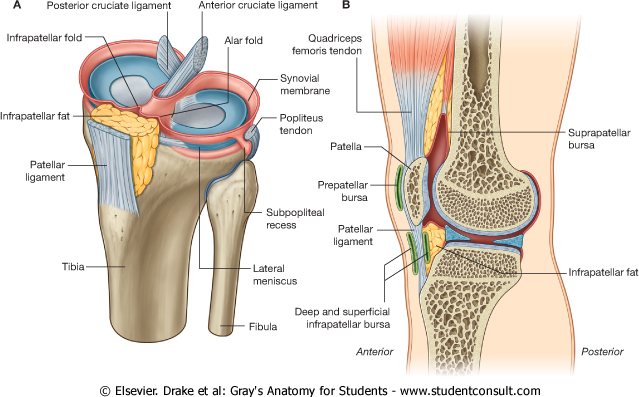 A
Posterior cruciate ligament
Anterior cruciate ligament
Infrapatellar fold
Alar fold
Synovial
membrane
Infrapatellar fat
Popliteus
tendon
Patellar
ligament
Subpopliteal
recess
Tibia
Lateral
meniscus
Fibula
B
Quadriceps
femoris tendon
Suprapatellar
bursa
Patella
Prepatellar
bursa
Patellar
ligament
Infrapatellar fat
Deep and superficial
infrapatellar bursa
Anterior
Posterior
© Elsevier. Drake et al: Gray's Anatomy for Students - www.studentconsult.com